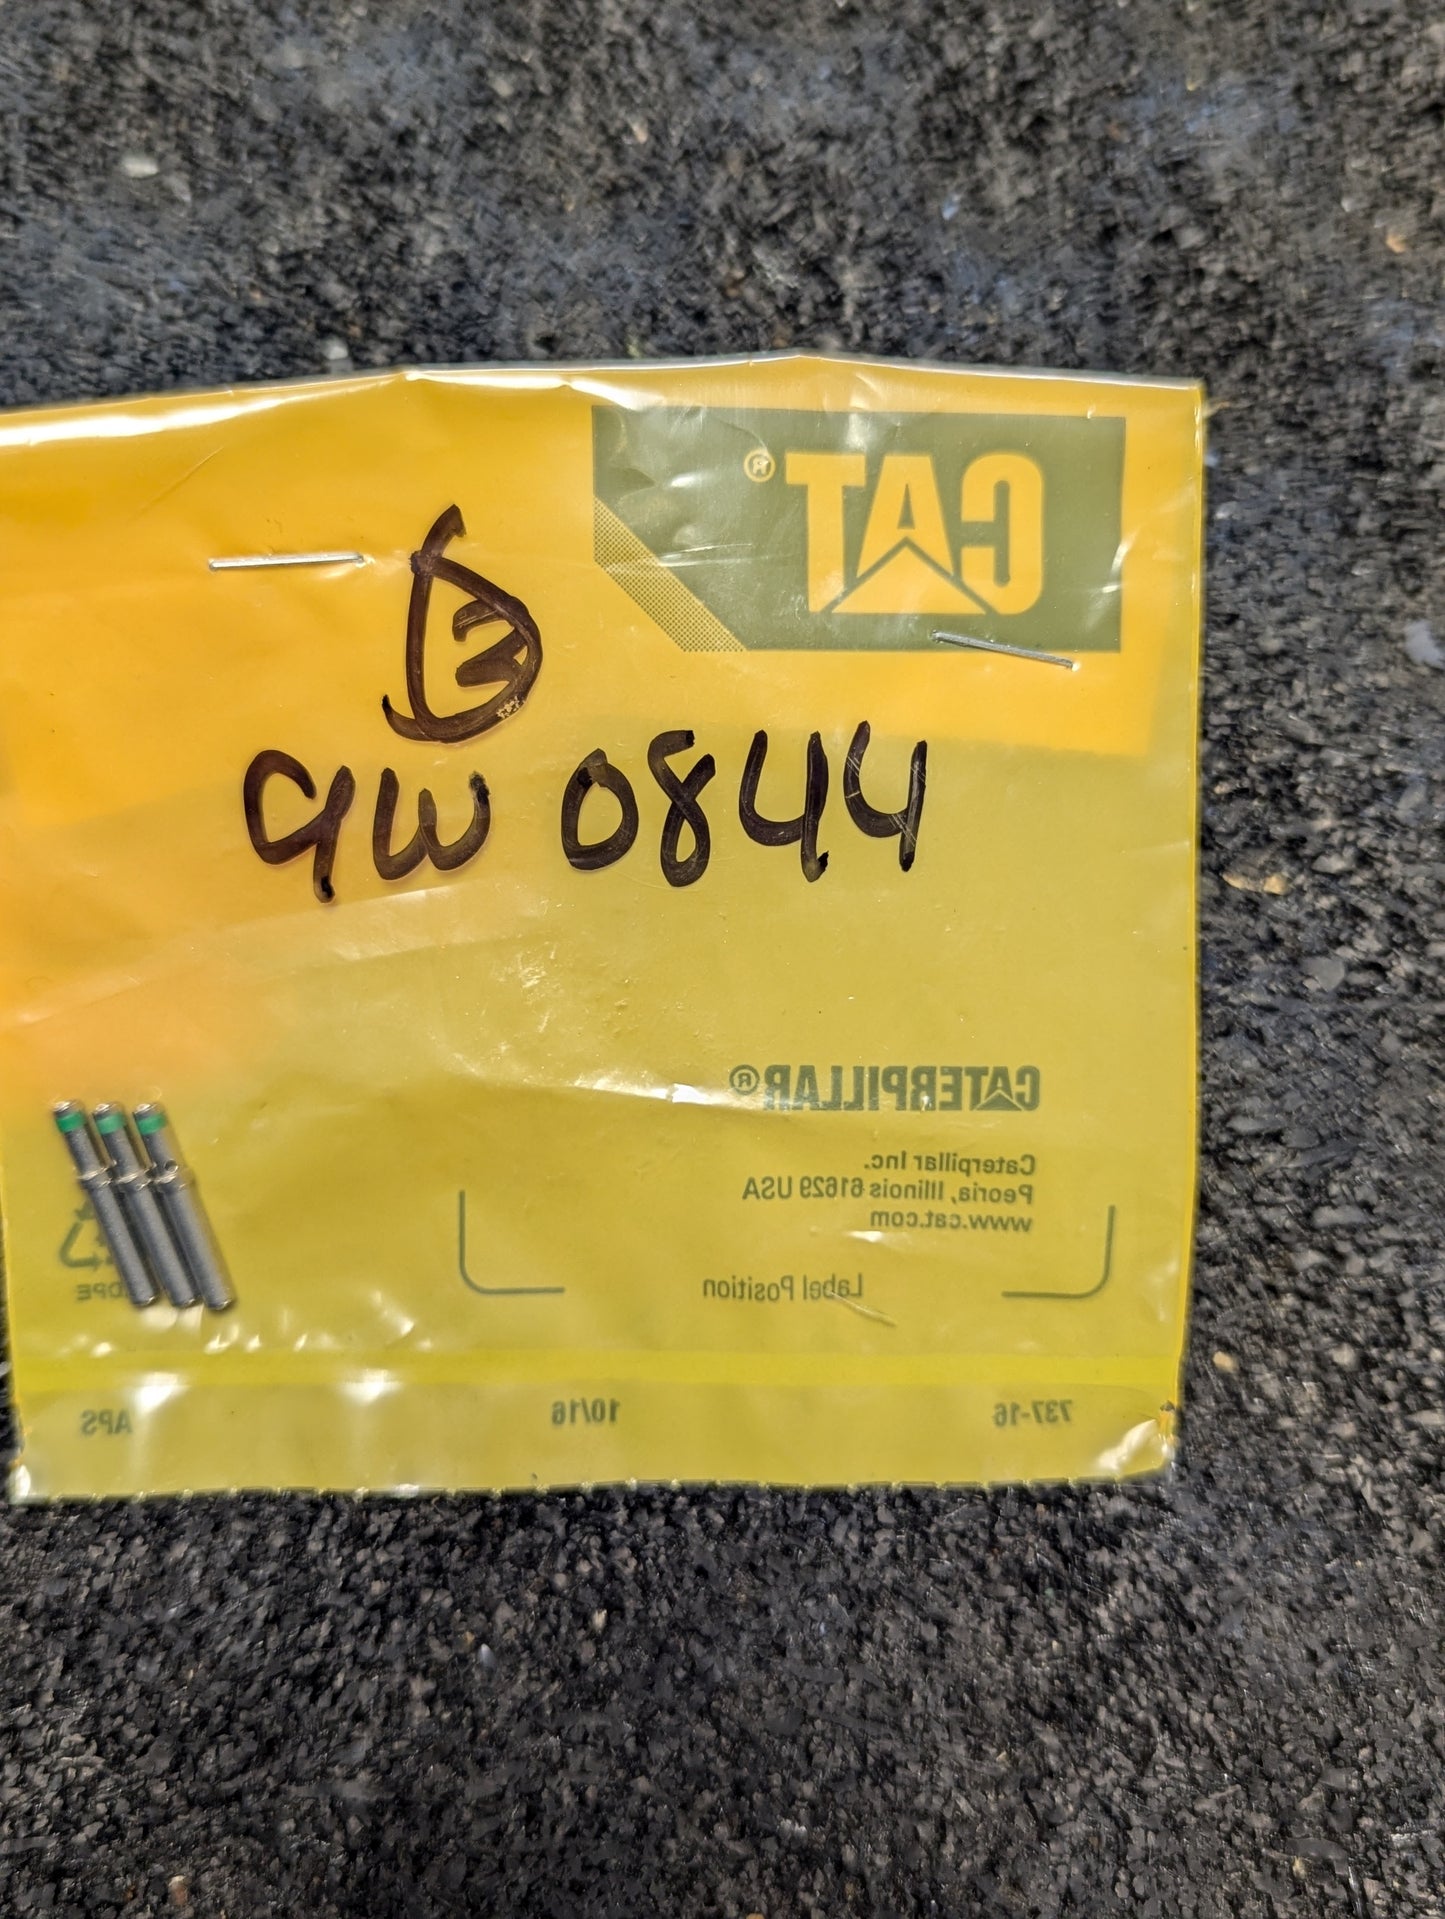 CAT®
3
9W 0844
CATERPILLAR®
Caterpillar Inc.
Peoria, Illinois 61629 USA
www.cat.com
Label Position
APS 10/16 737-16